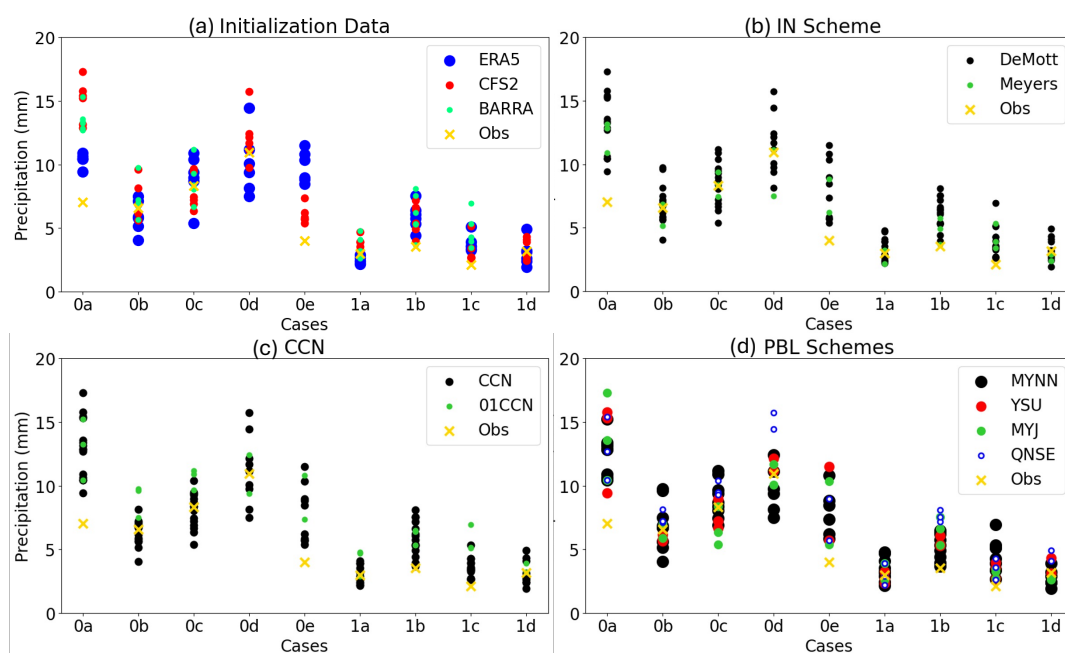 (a) Initialization Data
20
15
10
5
0
Precipitation (mm)
ERA5
CFS2
BARRA
Obs
0a 0b 0c 0d 0e 1a 1b 1c 1d
Cases
(b) IN Scheme
20
15
10
5
0
DeMott
Meyers
Obs
0a 0b 0c 0d 0e 1a 1b 1c 1d
Cases
(c) CCN
20
15
10
5
0
Precipitation (mm)
CCN
01CCN
Obs
0a 0b 0c 0d 0e 1a 1b 1c 1d
Cases
(d) PBL Schemes
20
15
10
5
0
MYNN
YSU
MYJ
QNSE
Obs
0a 0b 0c 0d 0e 1a 1b 1c 1d
Cases